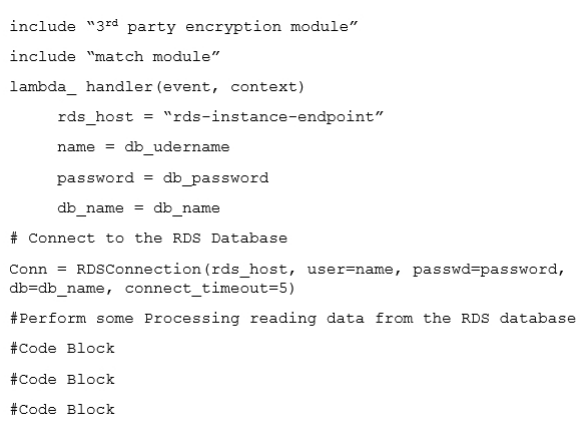 include “3rd party encryption module”
include “match module”
lambda_ handler(event, context)
rds_host = “rds-instance-endpoint”
name = db_udername
password = db_password
db_name = db_name
# Connect to the RDS Database
Conn = RDSConnection(rds_host, user=name, passwd=password,
db=db_name, connect_timeout=5)
#Perform some Processing reading data from the RDS database
#Code Block
#Code Block
#Code Block